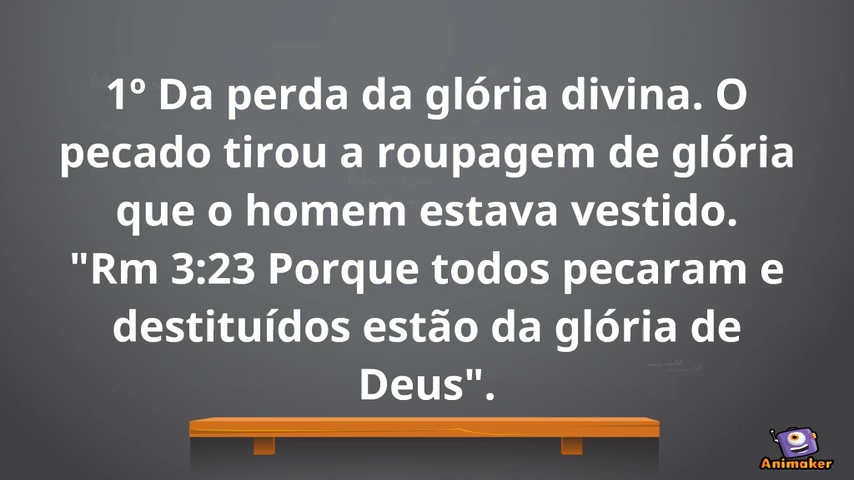 1º Da perda da glória divina. O
pecado tirou a roupagem de glória
que o homem estava vestido.
"Rm 3:23 Porque todos pecaram e
destituídos estão da glória de
Deus".
Animaker